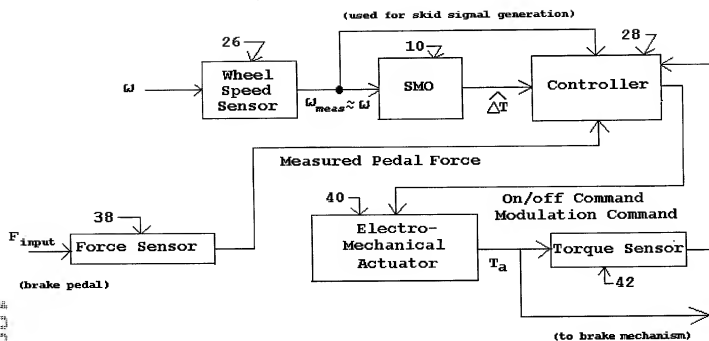 (used for skid signal generation)
26
10
28
Wheel
Speed
Sensor
SMO
Controller
ω
ω_meas ≈ ω
Δ̂T
Measured Pedal Force
40
On/off Command
Modulation Command
38
F_input
Force Sensor
Electro-
Mechanical
Actuator
T_a
Torque Sensor
42
(brake pedal)
(to brake mechanism)